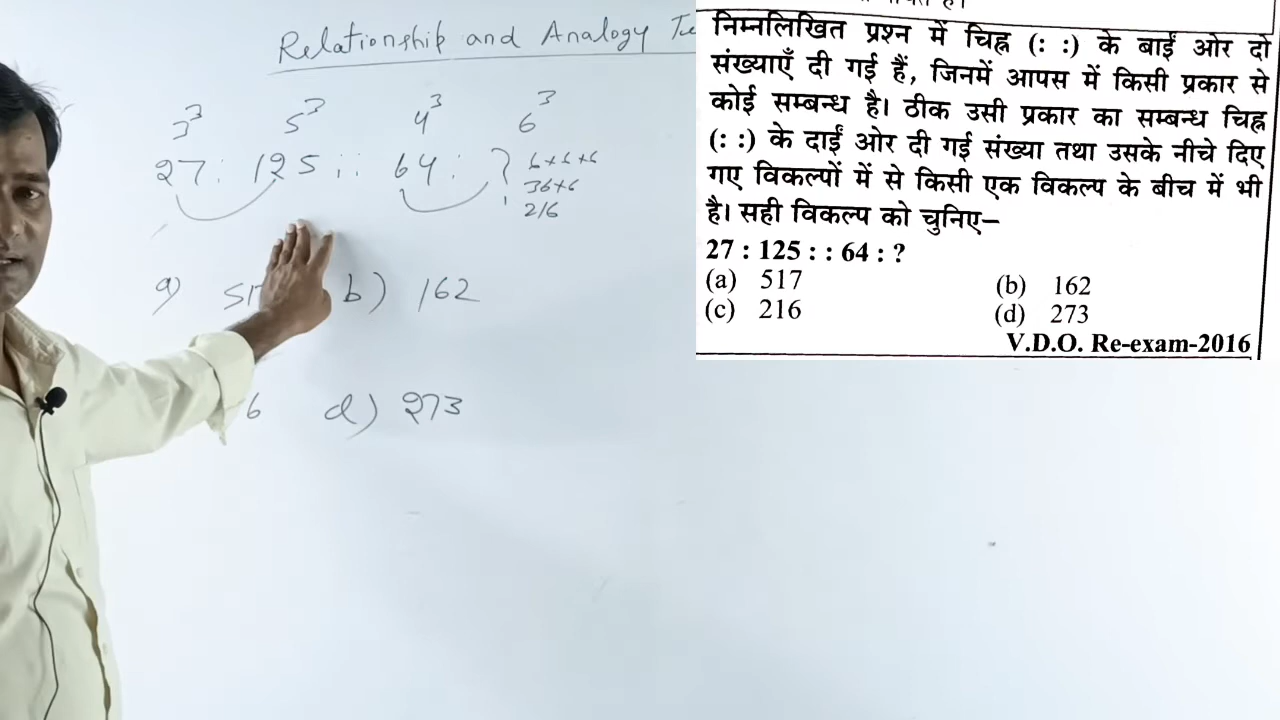 Relationship and Analogy Te
3³ 5³ 4³ 6³
27 : 125 :: 64 : ?
6×6×6
36×6
216
a) 51 b) 162
6 d) 273
निम्नलिखित प्रश्न में चिह्न (: :) के बाईं ओर दो
संख्याएँ दी गई हैं, जिनमें आपस में किसी प्रकार से
कोई सम्बन्ध है। ठीक उसी प्रकार का सम्बन्ध चिह्न
(: :) के दाईं ओर दी गई संख्या तथा उसके नीचे दिए
गए विकल्पों में से किसी एक विकल्प के बीच में भी
है। सही विकल्प को चुनिए–
27 : 125 : : 64 : ?
(a) 517 (b) 162
(c) 216 (d) 273
V.D.O. Re-exam-2016